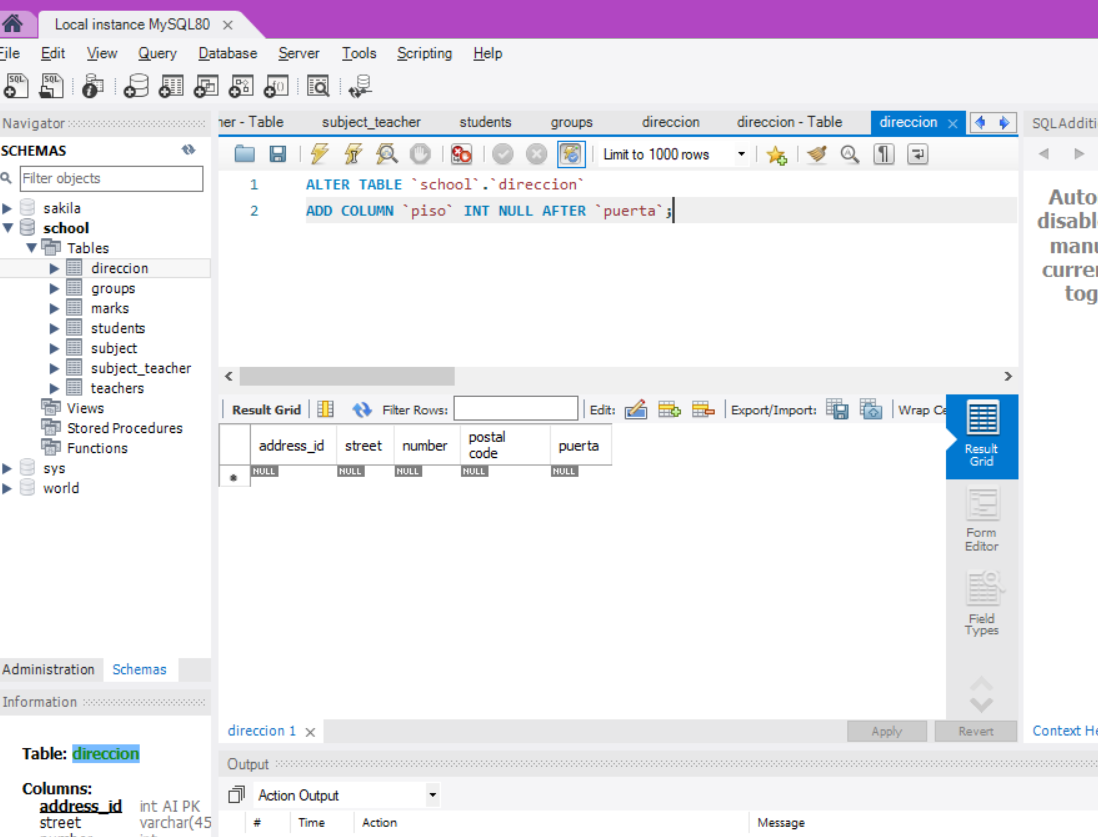 Local instance MySQL80
File Edit View Query Database Server Tools Scripting Help
Navigator
SCHEMAS
Filter objects
sakila
school
Tables
direccion
groups
marks
students
subject
subject_teacher
teachers
Views
Stored Procedures
Functions
sys
world
Administration Schemas
Information
Table: direccion
Columns:
address_id int AI PK
street varchar(45
number int
her - Table subject_teacher students groups direccion direccion - Table direccion
Limit to 1000 rows
1 ALTER TABLE `school`.`direccion`
2 ADD COLUMN `piso` INT NULL AFTER `puerta`;
Result Grid Filter Rows: Edit: Export/Import: Wrap Ce
address_id street number postal code puerta
NULL NULL NULL NULL NULL
Result Grid
Form Editor
Field Types
direccion 1 Apply Revert
Output
Action Output
# Time Action Message
SQLAdditi
Auto
disabl
manu
currer
tog
Context He